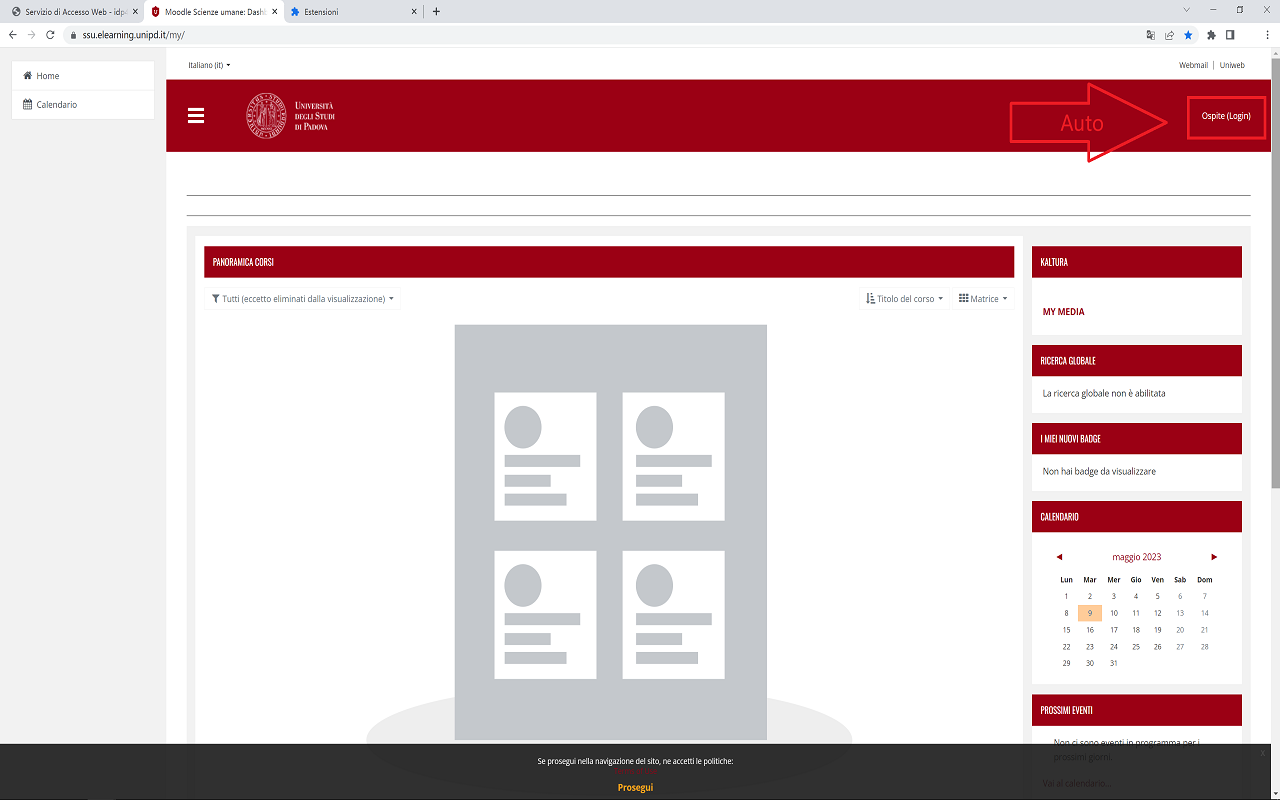 Servizio di Accesso Web - idp
Moodle Scienze umane: Dash
Estensioni
ssu.elearning.unipd.it/my/
Home
Calendario
Italiano (it)
Webmail | Uniweb
UNIVERSITÀ
DEGLI STUDI
DI PADOVA
Auto
Ospite (Login)
PANORAMICA CORSI
Tutti (eccetto eliminati dalla visualizzazione)
Titolo del corso
Matrice
KALTURA
MY MEDIA
RICERCA GLOBALE
La ricerca globale non è abilitata
I MIEI NUOVI BADGE
Non hai badge da visualizzare
CALENDARIO
maggio 2023
Lun Mar Mer Gio Ven Sab Dom
1 2 3 4 5 6 7
8 9 10 11 12 13 14
15 16 17 18 19 20 21
22 23 24 25 26 27 28
29 30 31
PROSSIMI EVENTI
Non ci sono eventi in programma per i
prossimi giorni.
Vai al calendario...
Se prosegui nella navigazione del sito, ne accetti le politiche:
Prosegui
x